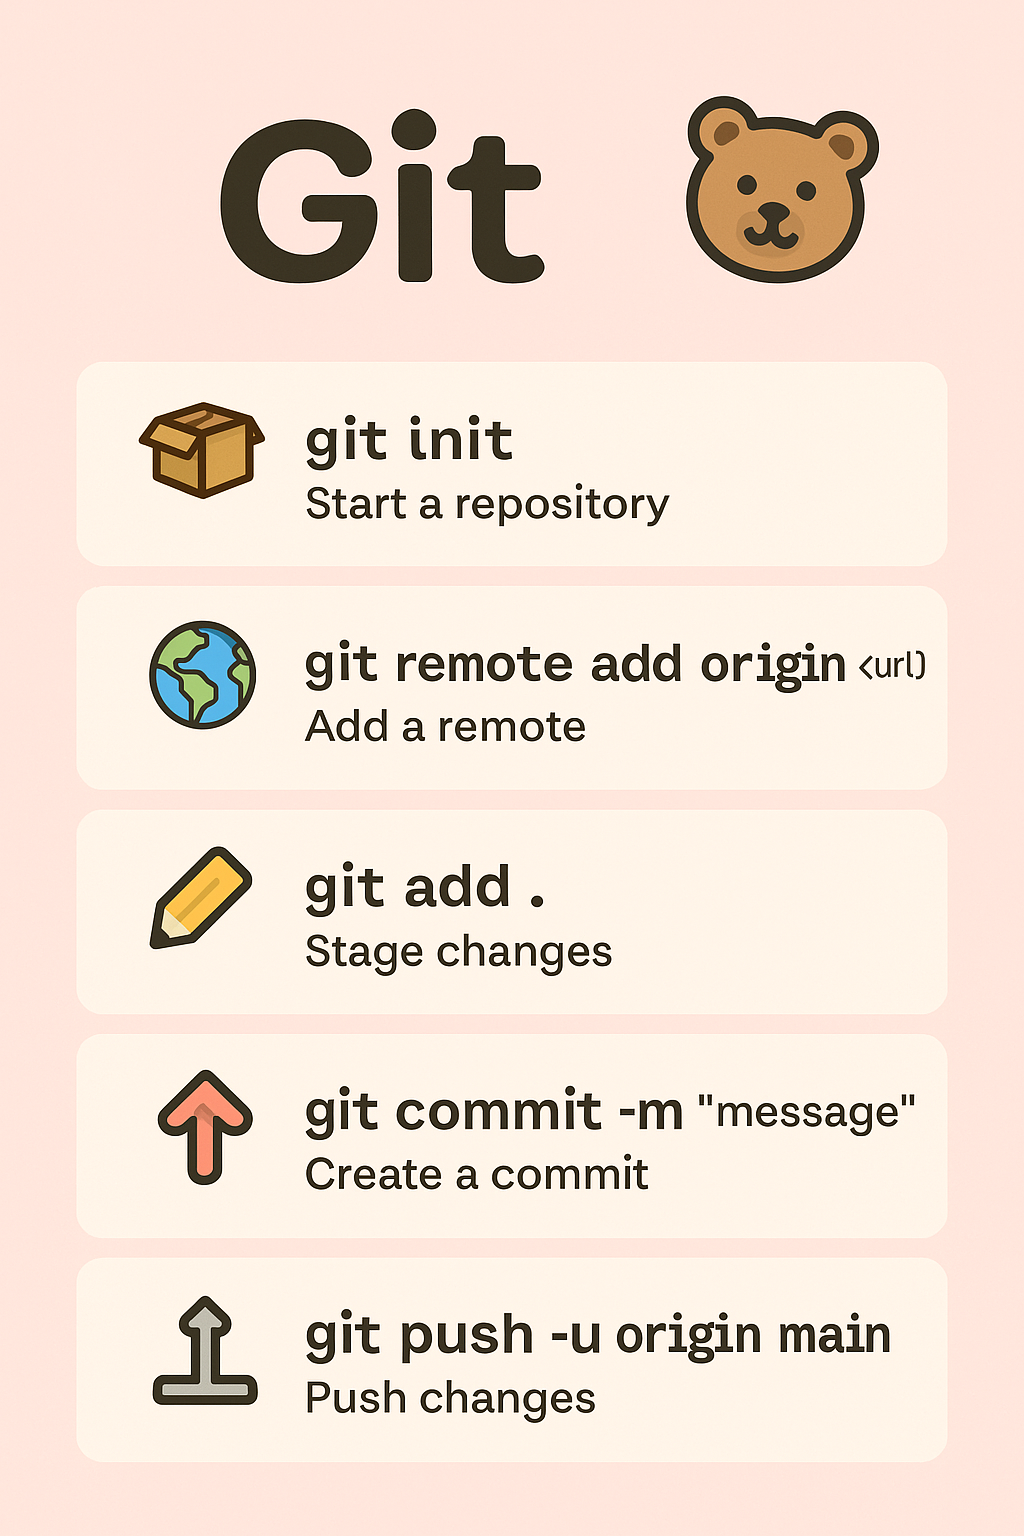 Git
git init
Start a repository
git remote add origin <url)
Add a remote
git add .
Stage changes
git commit -m "message"
Create a commit
git push -u origin main
Push changes